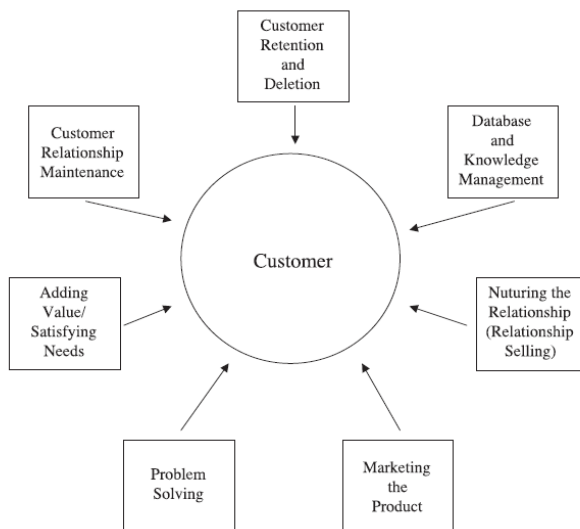 Customer
Retention
and
Deletion
Customer
Relationship
Maintenance
Database
and
Knowledge
Management
Customer
Adding
Value/
Satisfying
Needs
Nuturing the
Relationship
(Relationship
Selling)
Problem
Solving
Marketing
the
Product